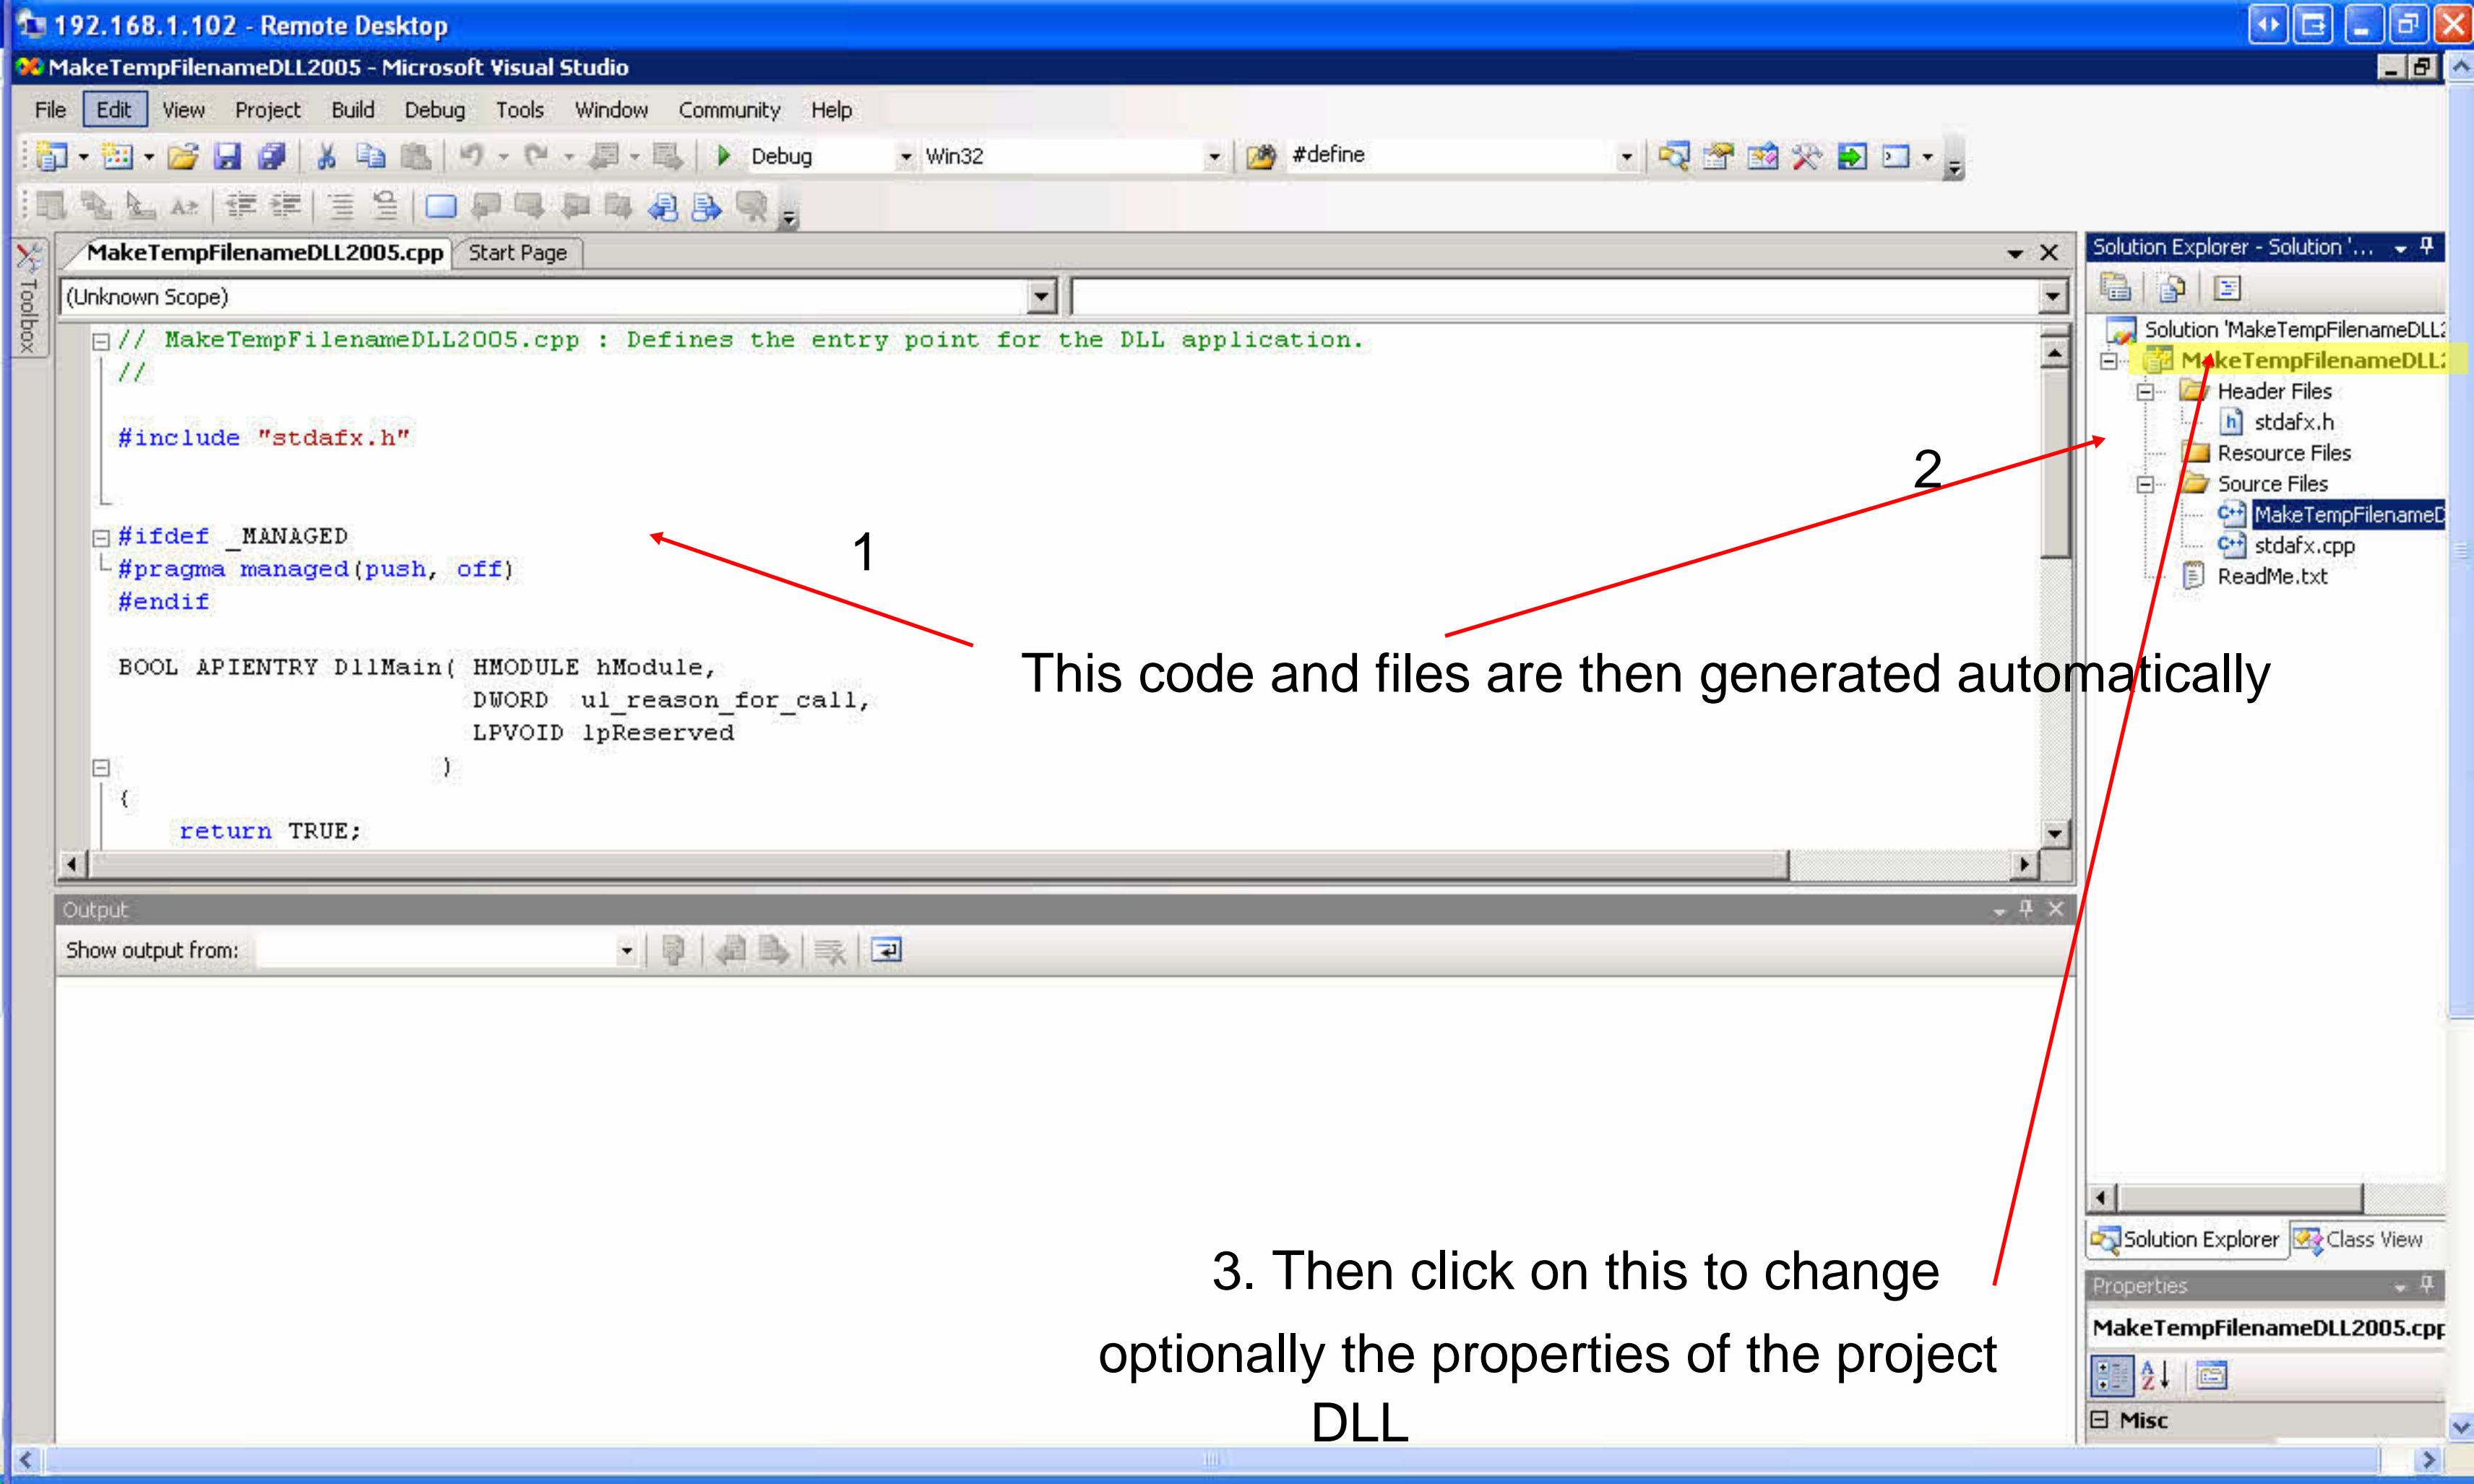 192.168.1.102 - Remote Desktop
MakeTempFilenameDLL2005 - Microsoft Visual Studio
File Edit View Project Build Debug Tools Window Community Help
Debug Win32 #define
MakeTempFilenameDLL2005.cpp Start Page
Toolbox
(Unknown Scope)
// MakeTempFilenameDLL2005.cpp : Defines the entry point for the DLL application.
//
#include "stdafx.h"
#ifdef _MANAGED
#pragma managed(push, off)
#endif
BOOL APIENTRY DllMain( HMODULE hModule,
DWORD ul_reason_for_call,
LPVOID lpReserved
)
{
return TRUE;
1
2
This code and files are then generated automatically
Solution Explorer - Solution '...
Solution 'MakeTempFilenameDLL2
MakeTempFilenameDLL2
Header Files
stdafx.h
Resource Files
Source Files
MakeTempFilenameD
stdafx.cpp
ReadMe.txt
Output
Show output from:
3. Then click on this to change
optionally the properties of the project
DLL
Solution Explorer Class View
Properties
MakeTempFilenameDLL2005.cpp
Misc